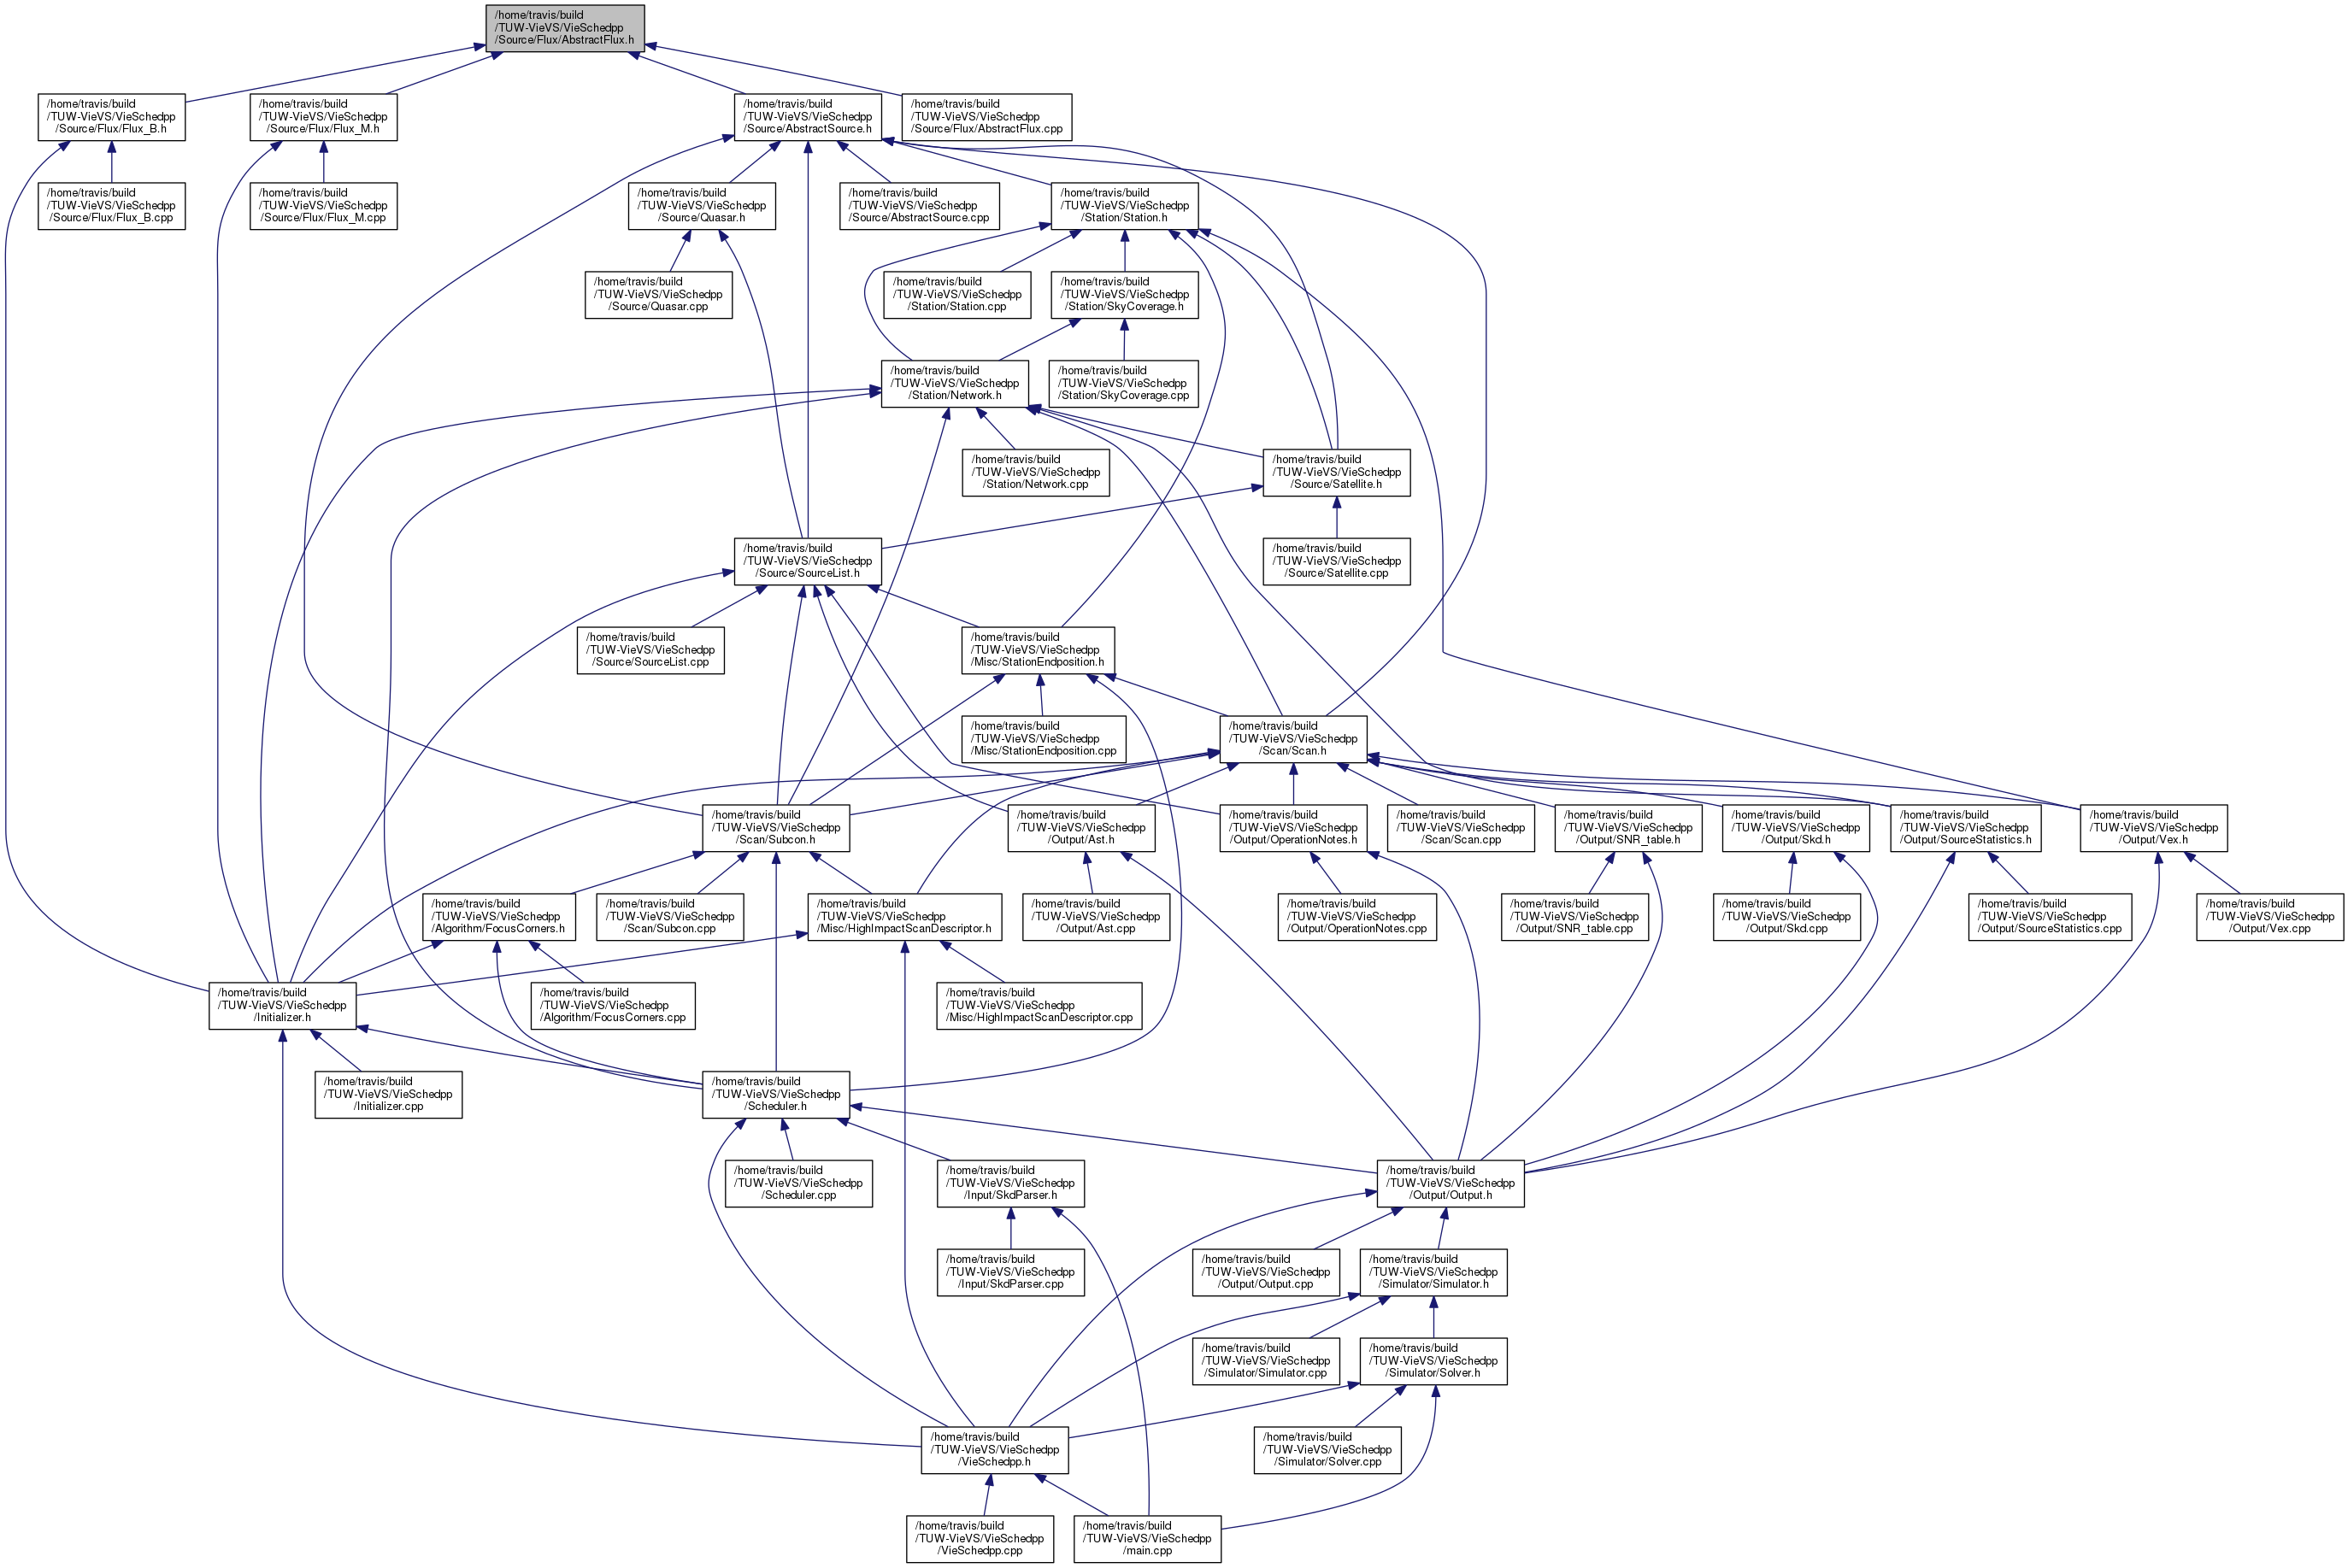 /home/travis/build
/TUW-VieVS/VieSchedpp
/Source/Flux/AbstractFlux.h
/home/travis/build
/TUW-VieVS/VieSchedpp
/Source/Flux/Flux_B.h
/home/travis/build
/TUW-VieVS/VieSchedpp
/Source/Flux/Flux_M.h
/home/travis/build
/TUW-VieVS/VieSchedpp
/Source/AbstractSource.h
/home/travis/build
/TUW-VieVS/VieSchedpp
/Source/Flux/AbstractFlux.cpp
/home/travis/build
/TUW-VieVS/VieSchedpp
/Source/Flux/Flux_B.cpp
/home/travis/build
/TUW-VieVS/VieSchedpp
/Source/Flux/Flux_M.cpp
/home/travis/build
/TUW-VieVS/VieSchedpp
/Source/Quasar.h
/home/travis/build
/TUW-VieVS/VieSchedpp
/Source/AbstractSource.cpp
/home/travis/build
/TUW-VieVS/VieSchedpp
/Station/Station.h
/home/travis/build
/TUW-VieVS/VieSchedpp
/Source/Quasar.cpp
/home/travis/build
/TUW-VieVS/VieSchedpp
/Station/Station.cpp
/home/travis/build
/TUW-VieVS/VieSchedpp
/Station/SkyCoverage.h
/home/travis/build
/TUW-VieVS/VieSchedpp
/Station/Network.h
/home/travis/build
/TUW-VieVS/VieSchedpp
/Station/SkyCoverage.cpp
/home/travis/build
/TUW-VieVS/VieSchedpp
/Station/Network.cpp
/home/travis/build
/TUW-VieVS/VieSchedpp
/Source/Satellite.h
/home/travis/build
/TUW-VieVS/VieSchedpp
/Source/SourceList.h
/home/travis/build
/TUW-VieVS/VieSchedpp
/Source/Satellite.cpp
/home/travis/build
/TUW-VieVS/VieSchedpp
/Source/SourceList.cpp
/home/travis/build
/TUW-VieVS/VieSchedpp
/Misc/StationEndposition.h
/home/travis/build
/TUW-VieVS/VieSchedpp
/Misc/StationEndposition.cpp
/home/travis/build
/TUW-VieVS/VieSchedpp
/Scan/Scan.h
/home/travis/build
/TUW-VieVS/VieSchedpp
/Scan/Subcon.h
/home/travis/build
/TUW-VieVS/VieSchedpp
/Output/Ast.h
/home/travis/build
/TUW-VieVS/VieSchedpp
/Output/OperationNotes.h
/home/travis/build
/TUW-VieVS/VieSchedpp
/Scan/Scan.cpp
/home/travis/build
/TUW-VieVS/VieSchedpp
/Output/SNR_table.h
/home/travis/build
/TUW-VieVS/VieSchedpp
/Output/Skd.h
/home/travis/build
/TUW-VieVS/VieSchedpp
/Output/SourceStatistics.h
/home/travis/build
/TUW-VieVS/VieSchedpp
/Output/Vex.h
/home/travis/build
/TUW-VieVS/VieSchedpp
/Algorithm/FocusCorners.h
/home/travis/build
/TUW-VieVS/VieSchedpp
/Scan/Subcon.cpp
/home/travis/build
/TUW-VieVS/VieSchedpp
/Misc/HighImpactScanDescriptor.h
/home/travis/build
/TUW-VieVS/VieSchedpp
/Output/Ast.cpp
/home/travis/build
/TUW-VieVS/VieSchedpp
/Output/OperationNotes.cpp
/home/travis/build
/TUW-VieVS/VieSchedpp
/Output/SNR_table.cpp
/home/travis/build
/TUW-VieVS/VieSchedpp
/Output/Skd.cpp
/home/travis/build
/TUW-VieVS/VieSchedpp
/Output/SourceStatistics.cpp
/home/travis/build
/TUW-VieVS/VieSchedpp
/Output/Vex.cpp
/home/travis/build
/TUW-VieVS/VieSchedpp
/Initializer.h
/home/travis/build
/TUW-VieVS/VieSchedpp
/Algorithm/FocusCorners.cpp
/home/travis/build
/TUW-VieVS/VieSchedpp
/Misc/HighImpactScanDescriptor.cpp
/home/travis/build
/TUW-VieVS/VieSchedpp
/Initializer.cpp
/home/travis/build
/TUW-VieVS/VieSchedpp
/Scheduler.h
/home/travis/build
/TUW-VieVS/VieSchedpp
/Scheduler.cpp
/home/travis/build
/TUW-VieVS/VieSchedpp
/Input/SkdParser.h
/home/travis/build
/TUW-VieVS/VieSchedpp
/Output/Output.h
/home/travis/build
/TUW-VieVS/VieSchedpp
/Input/SkdParser.cpp
/home/travis/build
/TUW-VieVS/VieSchedpp
/Output/Output.cpp
/home/travis/build
/TUW-VieVS/VieSchedpp
/Simulator/Simulator.h
/home/travis/build
/TUW-VieVS/VieSchedpp
/Simulator/Simulator.cpp
/home/travis/build
/TUW-VieVS/VieSchedpp
/Simulator/Solver.h
/home/travis/build
/TUW-VieVS/VieSchedpp
/VieSchedpp.h
/home/travis/build
/TUW-VieVS/VieSchedpp
/Simulator/Solver.cpp
/home/travis/build
/TUW-VieVS/VieSchedpp
/VieSchedpp.cpp
/home/travis/build
/TUW-VieVS/VieSchedpp
/main.cpp